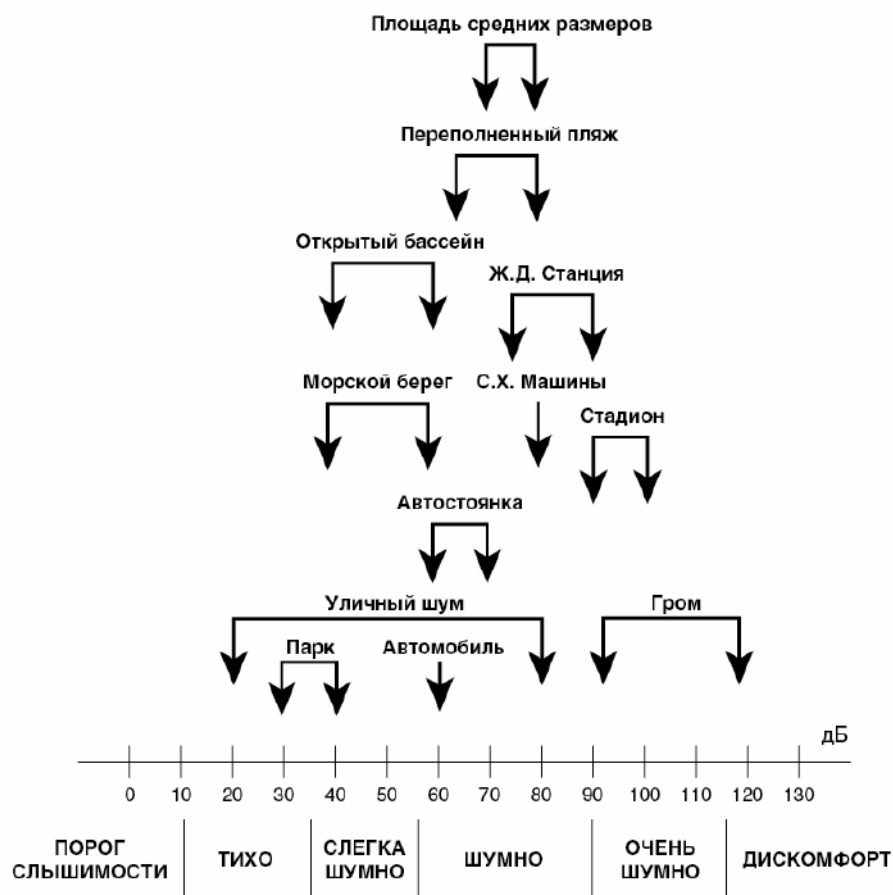 Площадь средних размеров
Переполненный пляж
Открытый бассейн
Ж.Д. Станция
Морской берег
С.Х. Машины
Стадион
Автостоянка
Уличный шум
Гром
Парк
Автомобиль
дБ
0 10 20 30 40 50 60 70 80 90 100 110 120 130
ПОРОГ
СЛЫШИМОСТИ
ТИХО
СЛЕГКА
ШУМНО
ШУМНО
ОЧЕНЬ
ШУМНО
ДИСКОМФОРТ